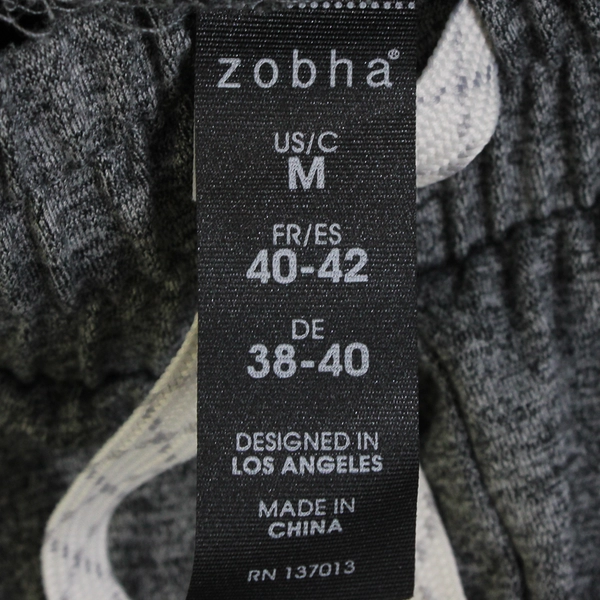 zobha®
US/C
M
FR/ES
40-42
DE
38-40
DESIGNED IN
LOS ANGELES
MADE IN
CHINA
RN 137013